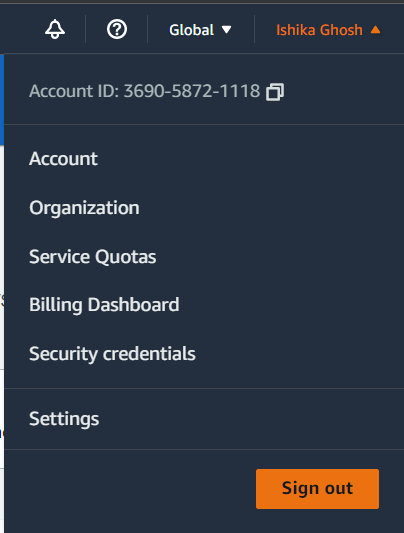 Global Ishika Ghosh
Account ID: 3690-5872-1118
Account
Organization
Service Quotas
Billing Dashboard
Security credentials
Settings
Sign out